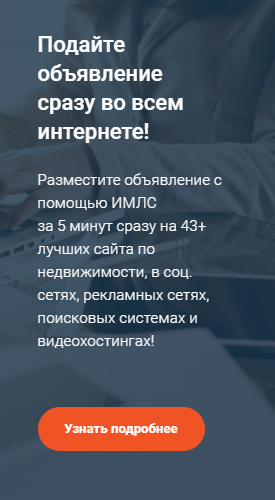 Подайте
объявление
сразу во всем
интернете!
Разместите объявление с
помощью ИМЛС
за 5 минут сразу на 43+
лучших сайта по
недвижимости, в соц.
сетях, рекламных сетях,
поисковых системах и
видеохостингах!
Узнать подробнее